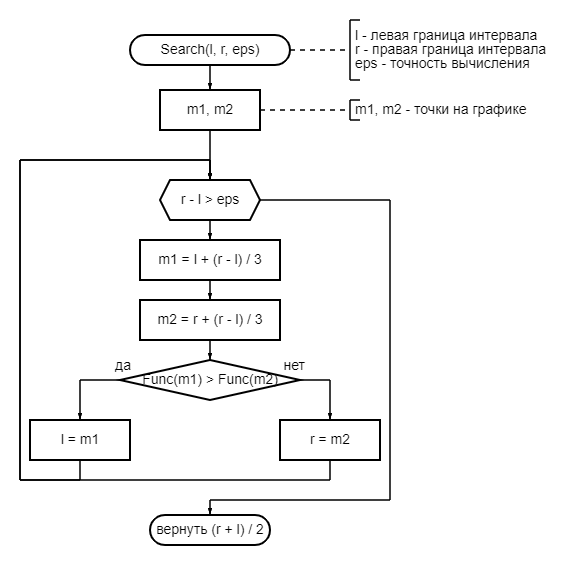 Search(l, r, eps)
l - левая граница интервала
r - правая граница интервала
eps - точность вычисления
m1, m2
m1, m2 - точки на графике
r - l > eps
m1 = l + (r - l) / 3
m2 = r + (r - l) / 3
да
нет
Func(m1) > Func(m2)
l = m1
r = m2
вернуть (r + l) / 2